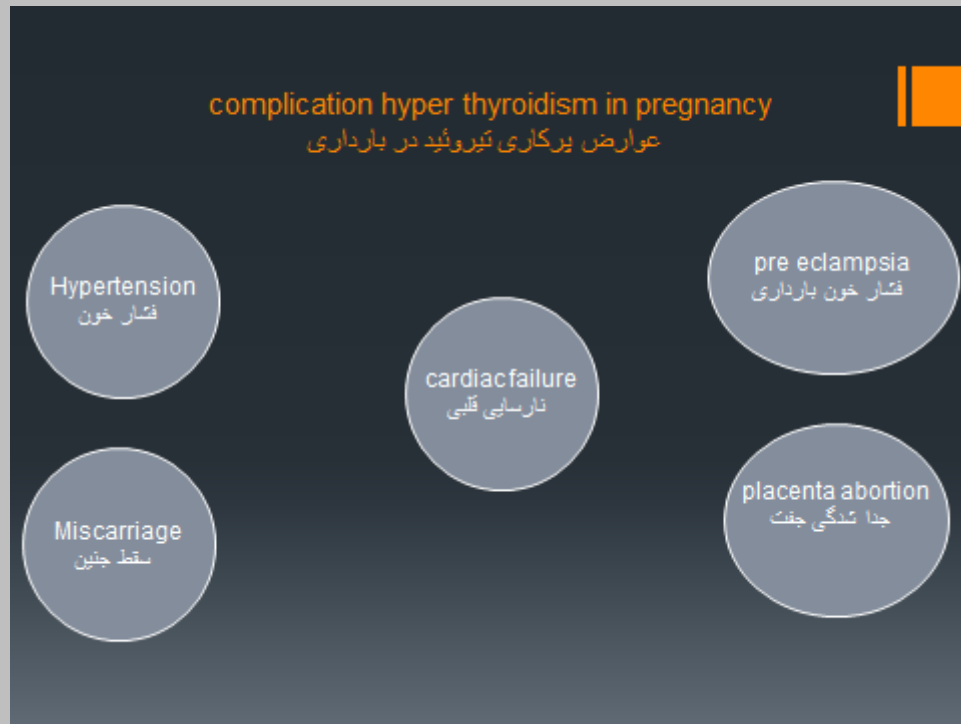 complication hyper thyroidism in pregnancy
عوارض پرکاری تیروئید در بارداری
Hypertension
فشار خون
pre eclampsia
فشار خون بارداری
cardiac failure
نارسایی قلبی
Miscarriage
سقط جنین
placenta abortion
جدا شدگی جفت